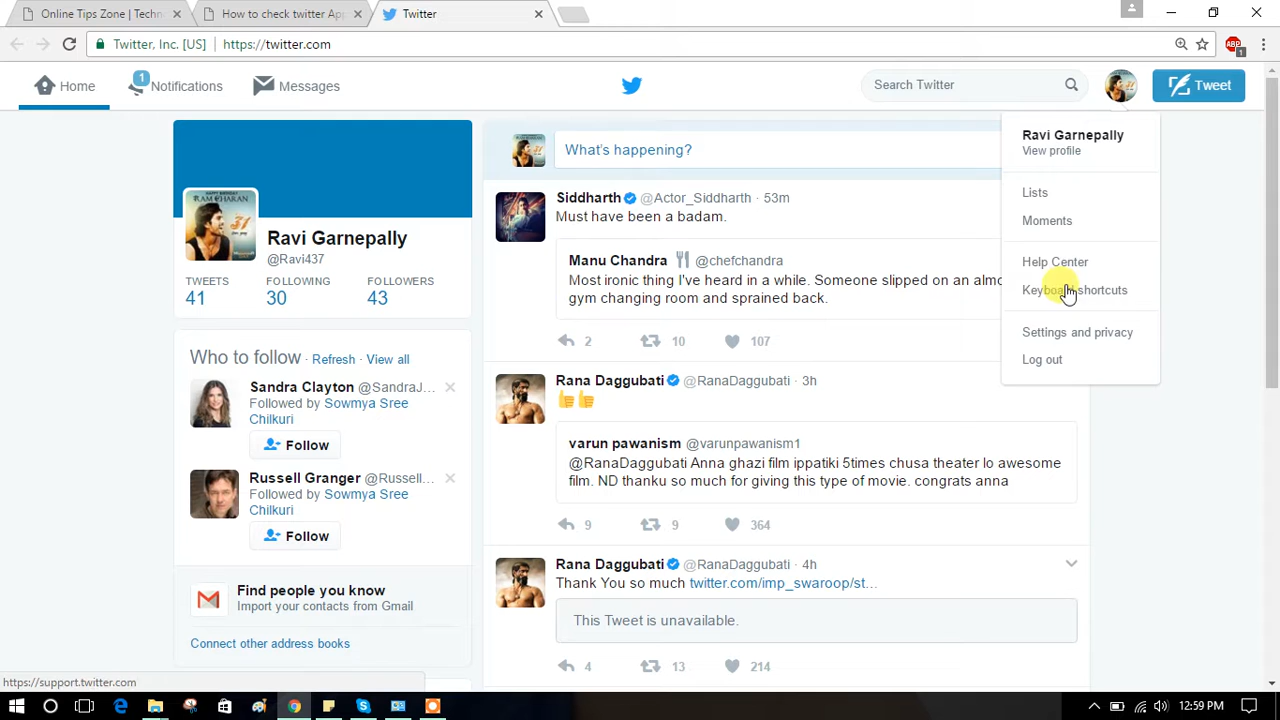 Online Tips Zone | Techn
How to check twitter App
Twitter
Twitter, Inc. [US]
https://twitter.com
ABP
1
Home
1
Notifications
Messages
Search Twitter
Tweet
Ravi Garnepally
View profile
Lists
Moments
Help Center
Keyboard shortcuts
Settings and privacy
Log out
Ravi Garnepally
@Ravi437
TWEETS FOLLOWING FOLLOWERS
41 30 43
Who to follow · Refresh · View all
Sandra Clayton @SandraJ...
Followed by Sowmya Sree
Chilkuri
Follow
Russell Granger @Russell...
Followed by Sowmya Sree
Chilkuri
Follow
Find people you know
Import your contacts from Gmail
Connect other address books
What's happening?
Siddharth @Actor_Siddharth · 53m
Must have been a badam.
Manu Chandra @chefchandra
Most ironic thing I've heard in a while. Someone slipped on an almo
gym changing room and sprained back.
2 10 107
Rana Daggubati @RanaDaggubati · 3h
👍👍
varun pawanism @varunpawanism1
@RanaDaggubati Anna ghazi film ippatiki 5times chusa theater lo awesome
film. ND thanku so much for giving this type of movie. congrats anna
9 9 364
Rana Daggubati @RanaDaggubati · 4h
Thank You so much twitter.com/imp_swaroop/st...
This Tweet is unavailable.
4 13 214
https://support.twitter.com
12:59 PM